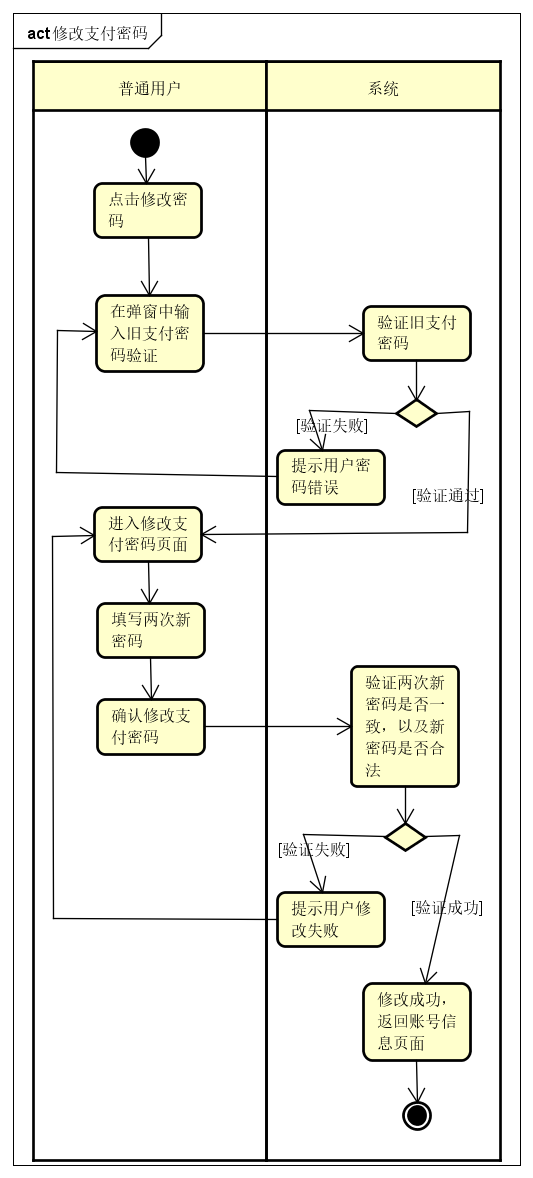 act 修改支付密码
普通用户
系统
点击修改密
码
在弹窗中输
入旧支付密
码验证
验证旧支付
密码
[验证失败]
提示用户密
码错误
[验证通过]
进入修改支
付密码页面
填写两次新
密码
确认修改支
付密码
验证两次新
密码是否一
致，以及新
密码是否合
法
[验证失败]
提示用户修
改失败
[验证成功]
修改成功，
返回账号信
息页面